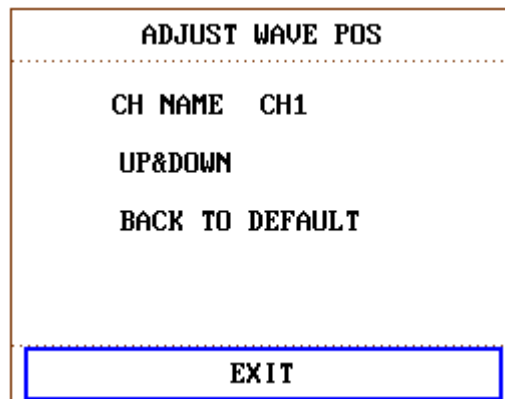 ADJUST WAVE POS
CH NAME CH1
UP&DOWN
BACK TO DEFAULT
EXIT